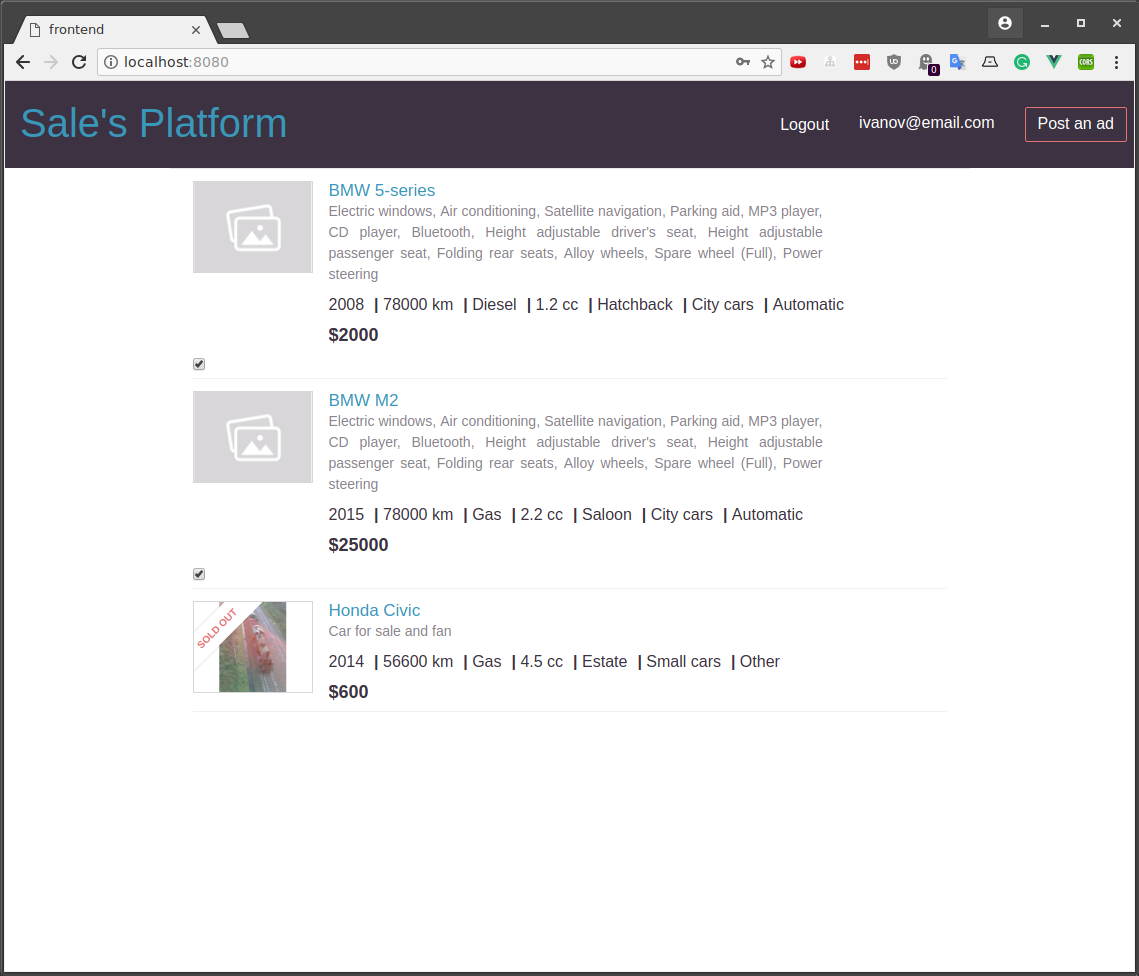 frontend
localhost:8080
UD
0
G
CORS
Sale's Platform
Logout
ivanov@email.com
Post an ad
BMW 5-series
Electric windows, Air conditioning, Satellite navigation, Parking aid, MP3 player,
CD player, Bluetooth, Height adjustable driver's seat, Height adjustable
passenger seat, Folding rear seats, Alloy wheels, Spare wheel (Full), Power
steering
2008 | 78000 km | Diesel | 1.2 cc | Hatchback | City cars | Automatic
$2000
BMW M2
Electric windows, Air conditioning, Satellite navigation, Parking aid, MP3 player,
CD player, Bluetooth, Height adjustable driver's seat, Height adjustable
passenger seat, Folding rear seats, Alloy wheels, Spare wheel (Full), Power
steering
2015 | 78000 km | Gas | 2.2 cc | Saloon | City cars | Automatic
$25000
SOLD OUT
Honda Civic
Car for sale and fan
2014 | 56600 km | Gas | 4.5 cc | Estate | Small cars | Other
$600